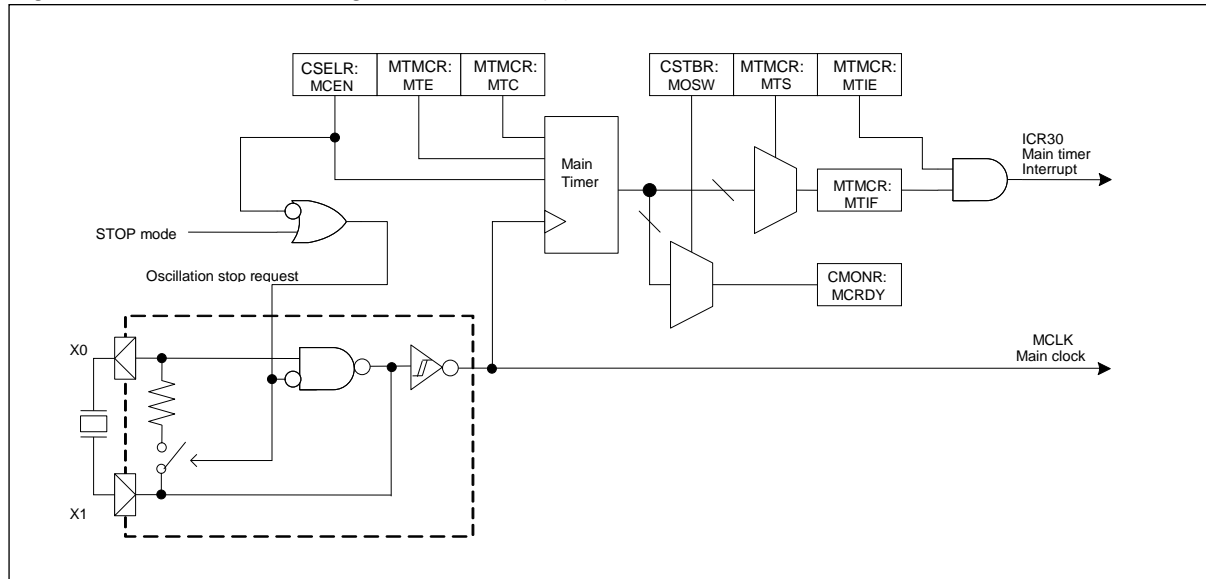 CSELR:
MCEN
MTMCR:
MTE
MTMCR:
MTC
CSTBR:
MOSW
MTMCR:
MTS
MTMCR:
MTIE
Main
Timer
MTMCR:
MTIF
ICR30
Main timer
Interrupt
STOP mode
Oscillation stop request
CMONR:
MCRDY
X0
MCLK
Main clock
X1